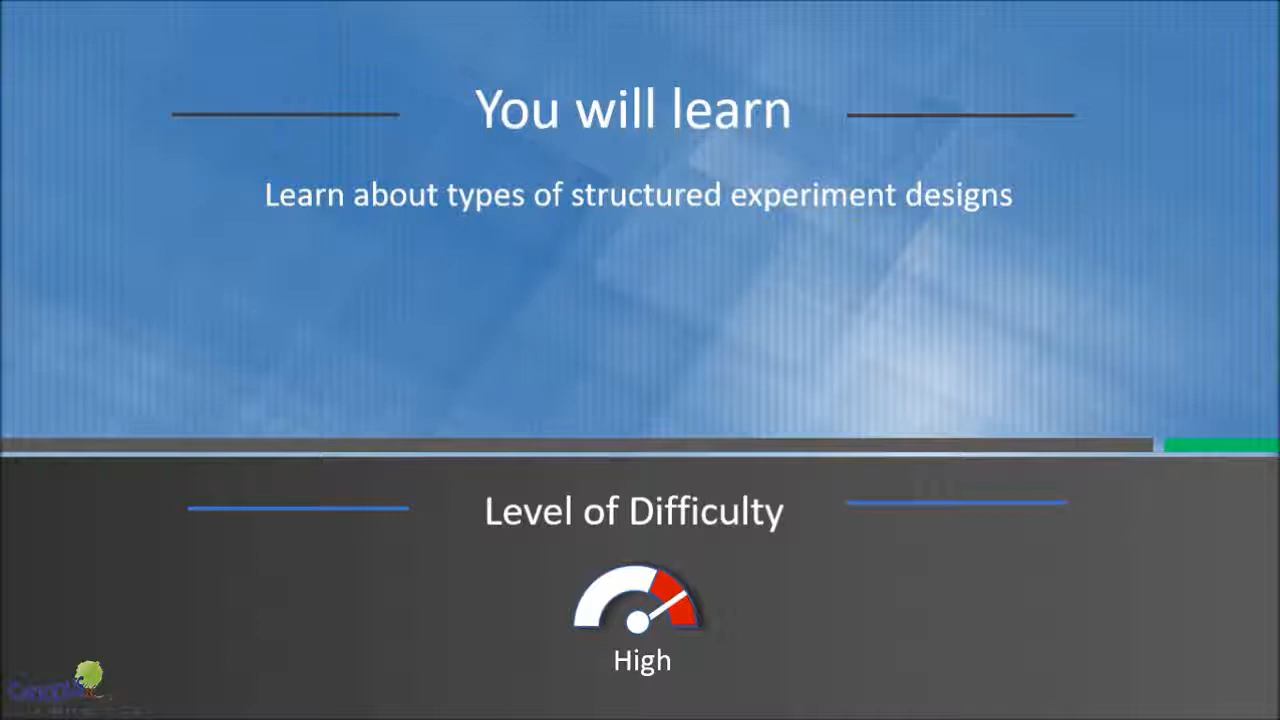 You will learn
Learn about types of structured experiment designs
Level of Difficulty
High